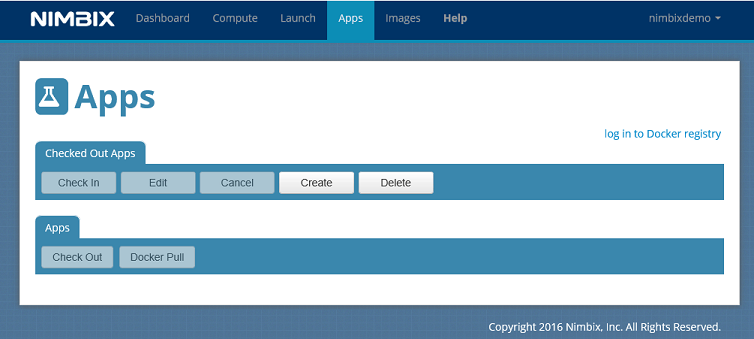 NIMBIX Dashboard Compute Launch Apps Images Help nimbixdemo
Apps
log in to Docker registry
Checked Out Apps
Check In Edit Cancel Create Delete
Apps
Check Out Docker Pull
Copyright 2016 Nimbix, Inc. All Rights Reserved.